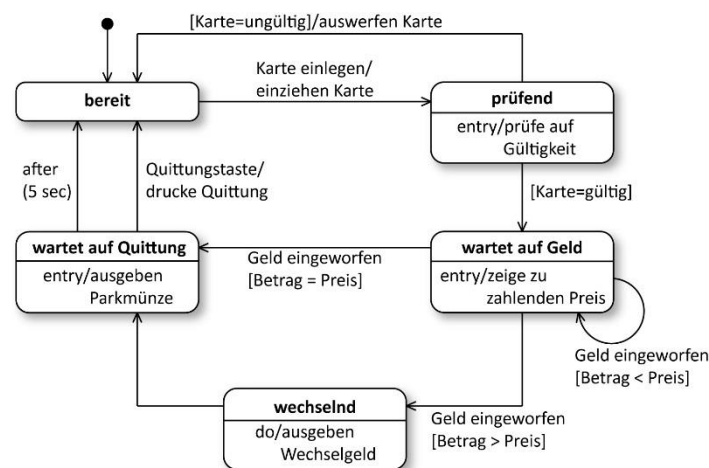 [Karte=ungültig]/auswerfen Karte
bereit
Karte einlegen/
einziehen Karte
prüfend
entry/prüfe auf
Gültigkeit
after
(5 sec)
Quittungstaste/
drucke Quittung
[Karte=gültig]
wartet auf Quittung
entry/ausgeben
Parkmünze
Geld eingeworfen
[Betrag = Preis]
wartet auf Geld
entry/zeige zu
zahlenden Preis
Geld eingeworfen
[Betrag < Preis]
wechselnd
do/ausgeben
Wechselgeld
Geld eingeworfen
[Betrag > Preis]